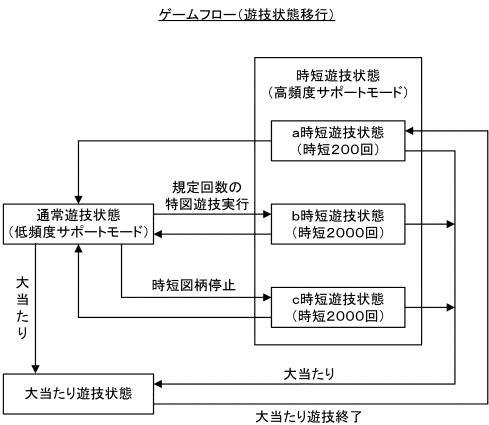 ゲームフロー（遊技状態移行）
時短遊技状態
（高頻度サポートモード）
a時短遊技状態
（時短200回）
規定回数の
特図遊技実行
通常遊技状態
（低頻度サポートモード）
b時短遊技状態
（時短2000回）
時短図柄停止
c時短遊技状態
（時短2000回）
大当たり
大当たり
大当たり遊技状態
大当たり遊技終了